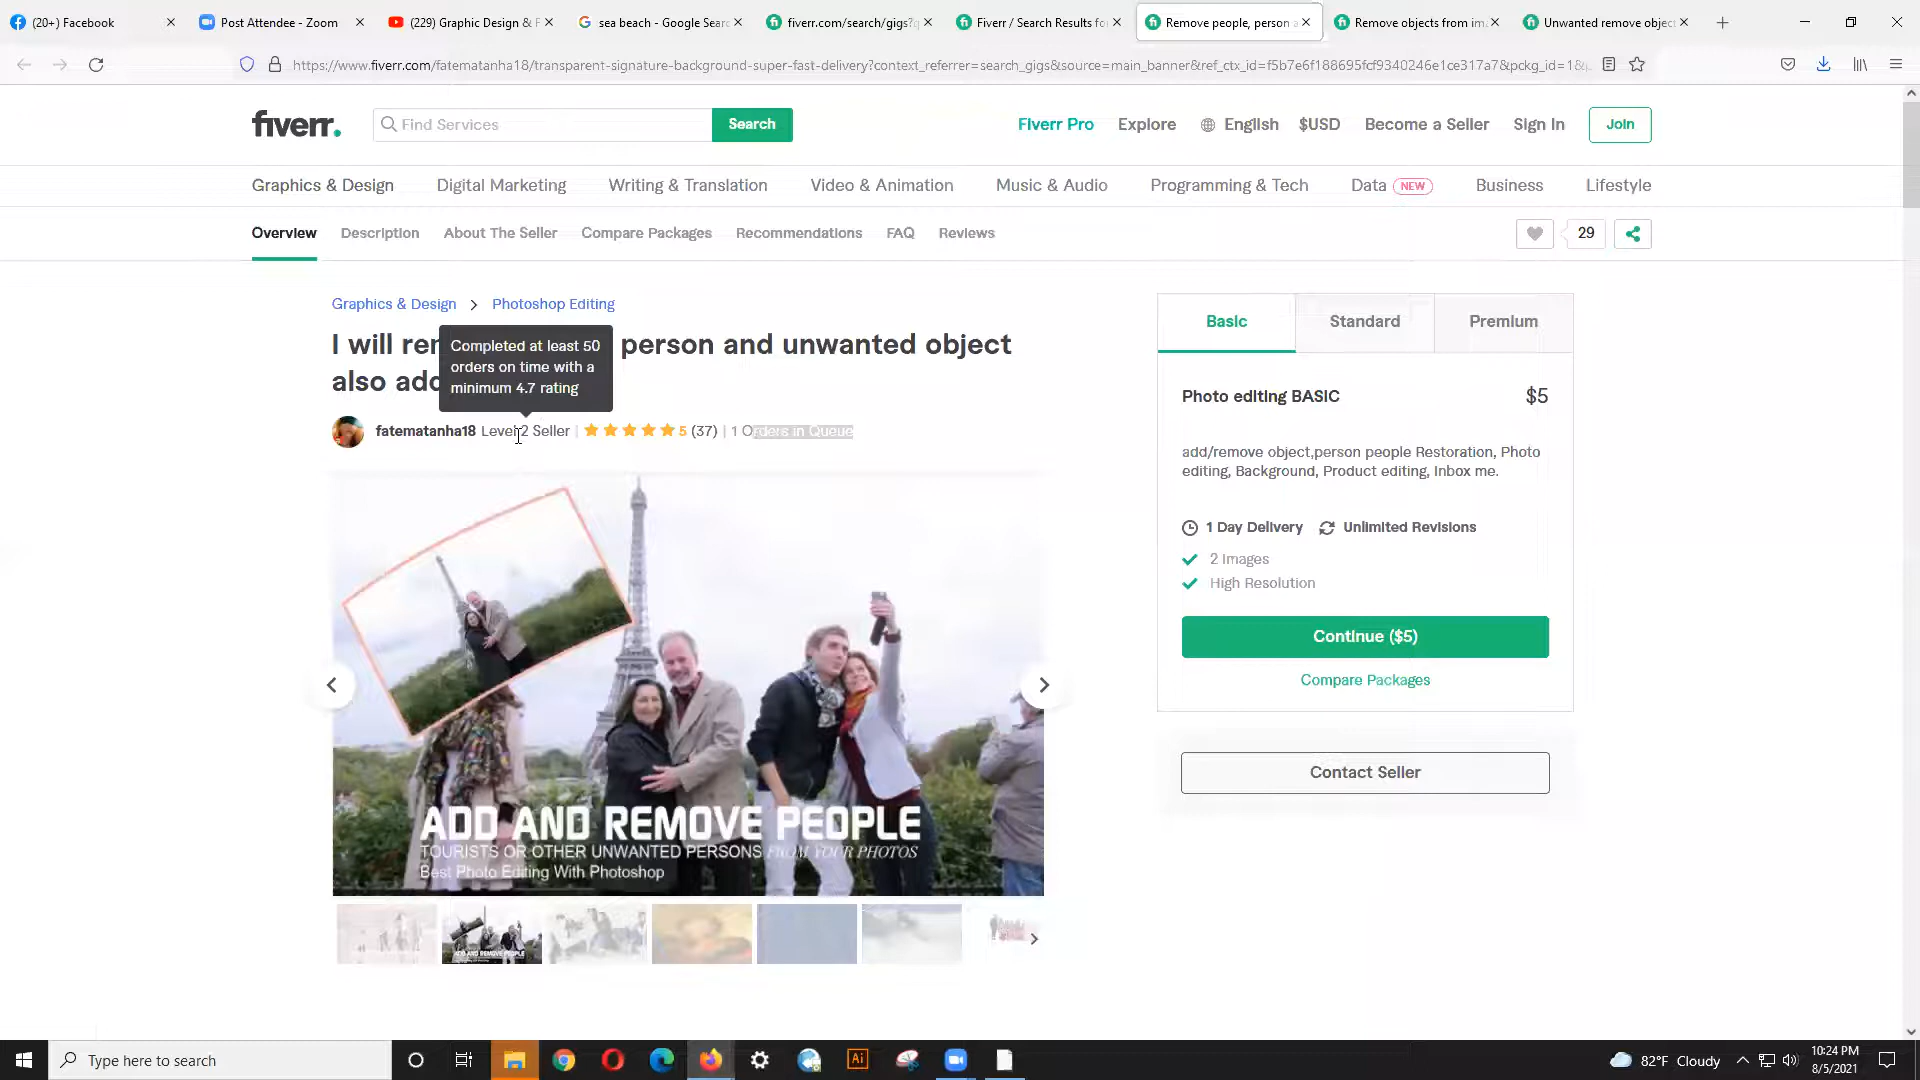 (20+) Facebook
Post Attendee - Zoom
(229) Graphic Design &
sea beach - Google Sear
fiverr.com/search/gigs?
Fiverr / Search Results fo
Remove people, person
Remove objects from im
Unwanted remove objec
https://www.fiverr.com/fatematanha18/transparent-signature-background-super-fast-delivery?context_referrer=search_gigs&source=main_banner&ref_ctx_id=f5b7e6f188695fcf9340246e1ce317a7&pckg_id=1&
fiverr.
Find Services
Search
Fiverr Pro
Explore
English
$USD
Become a Seller
Sign In
Join
Graphics & Design
Digital Marketing
Writing & Translation
Video & Animation
Music & Audio
Programming & Tech
Data NEW
Business
Lifestyle
Overview
Description
About The Seller
Compare Packages
Recommendations
FAQ
Reviews
29
Graphics & Design > Photoshop Editing
I will rem person and unwanted object
also add
Completed at least 50
orders on time with a
minimum 4.7 rating
fatematanha18 Level 2 Seller | 5 (37) | 1 Orders in Queue
ADD AND REMOVE PEOPLE
TOURISTS OR OTHER UNWANTED PERSONS FROM YOUR PHOTOS
Best Photo Editing With Photoshop
ADD AND REMOVE PEOPLE
Basic
Standard
Premium
Photo editing BASIC
$5
add/remove object,person people Restoration, Photo
editing, Background, Product editing, Inbox me.
1 Day Delivery
Unlimited Revisions
2 Images
High Resolution
Continue ($5)
Compare Packages
Contact Seller
Type here to search
Ai
82°F Cloudy
10:24 PM
8/5/2021